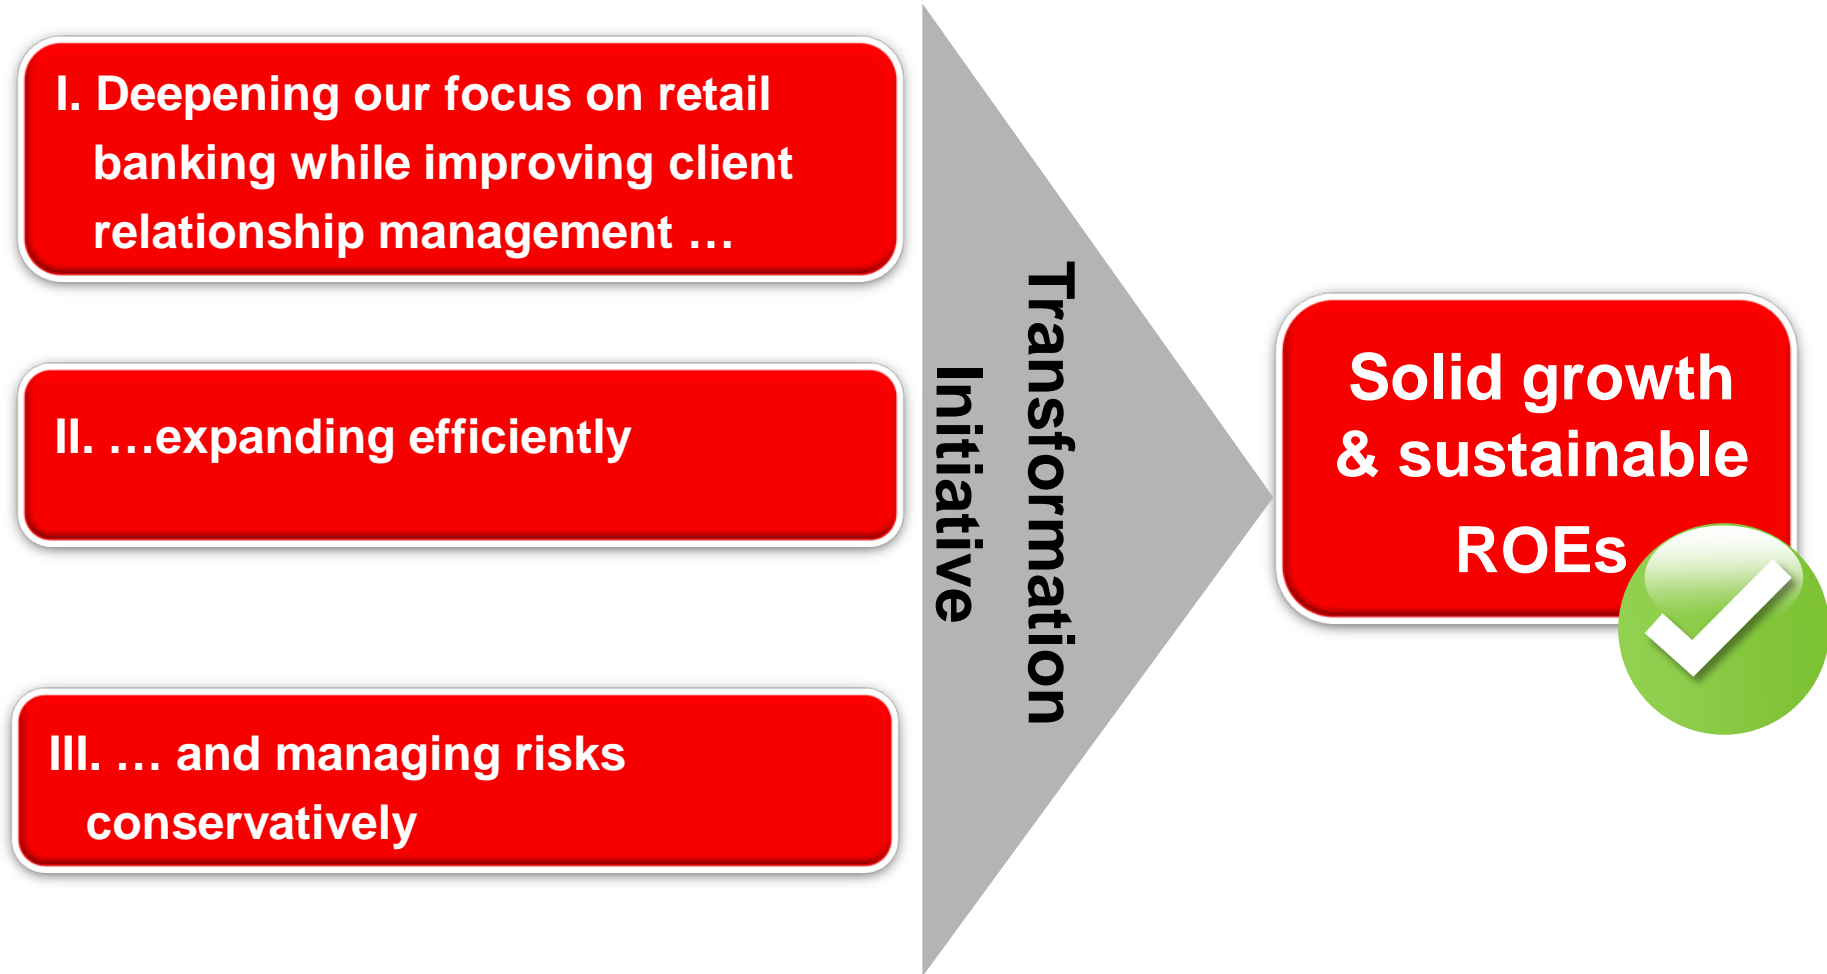 I. Deepening our focus on retail
banking while improving client
relationship management …
II. …expanding efficiently
III. … and managing risks
conservatively
Transformation
Initiative
Solid growth
& sustainable
ROEs